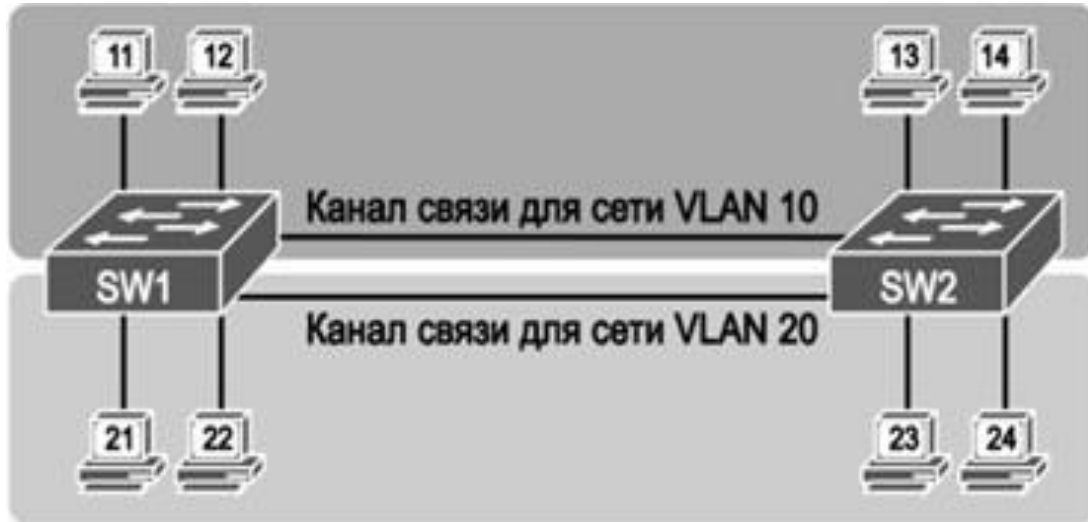 11 12 13 14
Канал связи для сети VLAN 10
SW1 SW2
Канал связи для сети VLAN 20
21 22 23 24